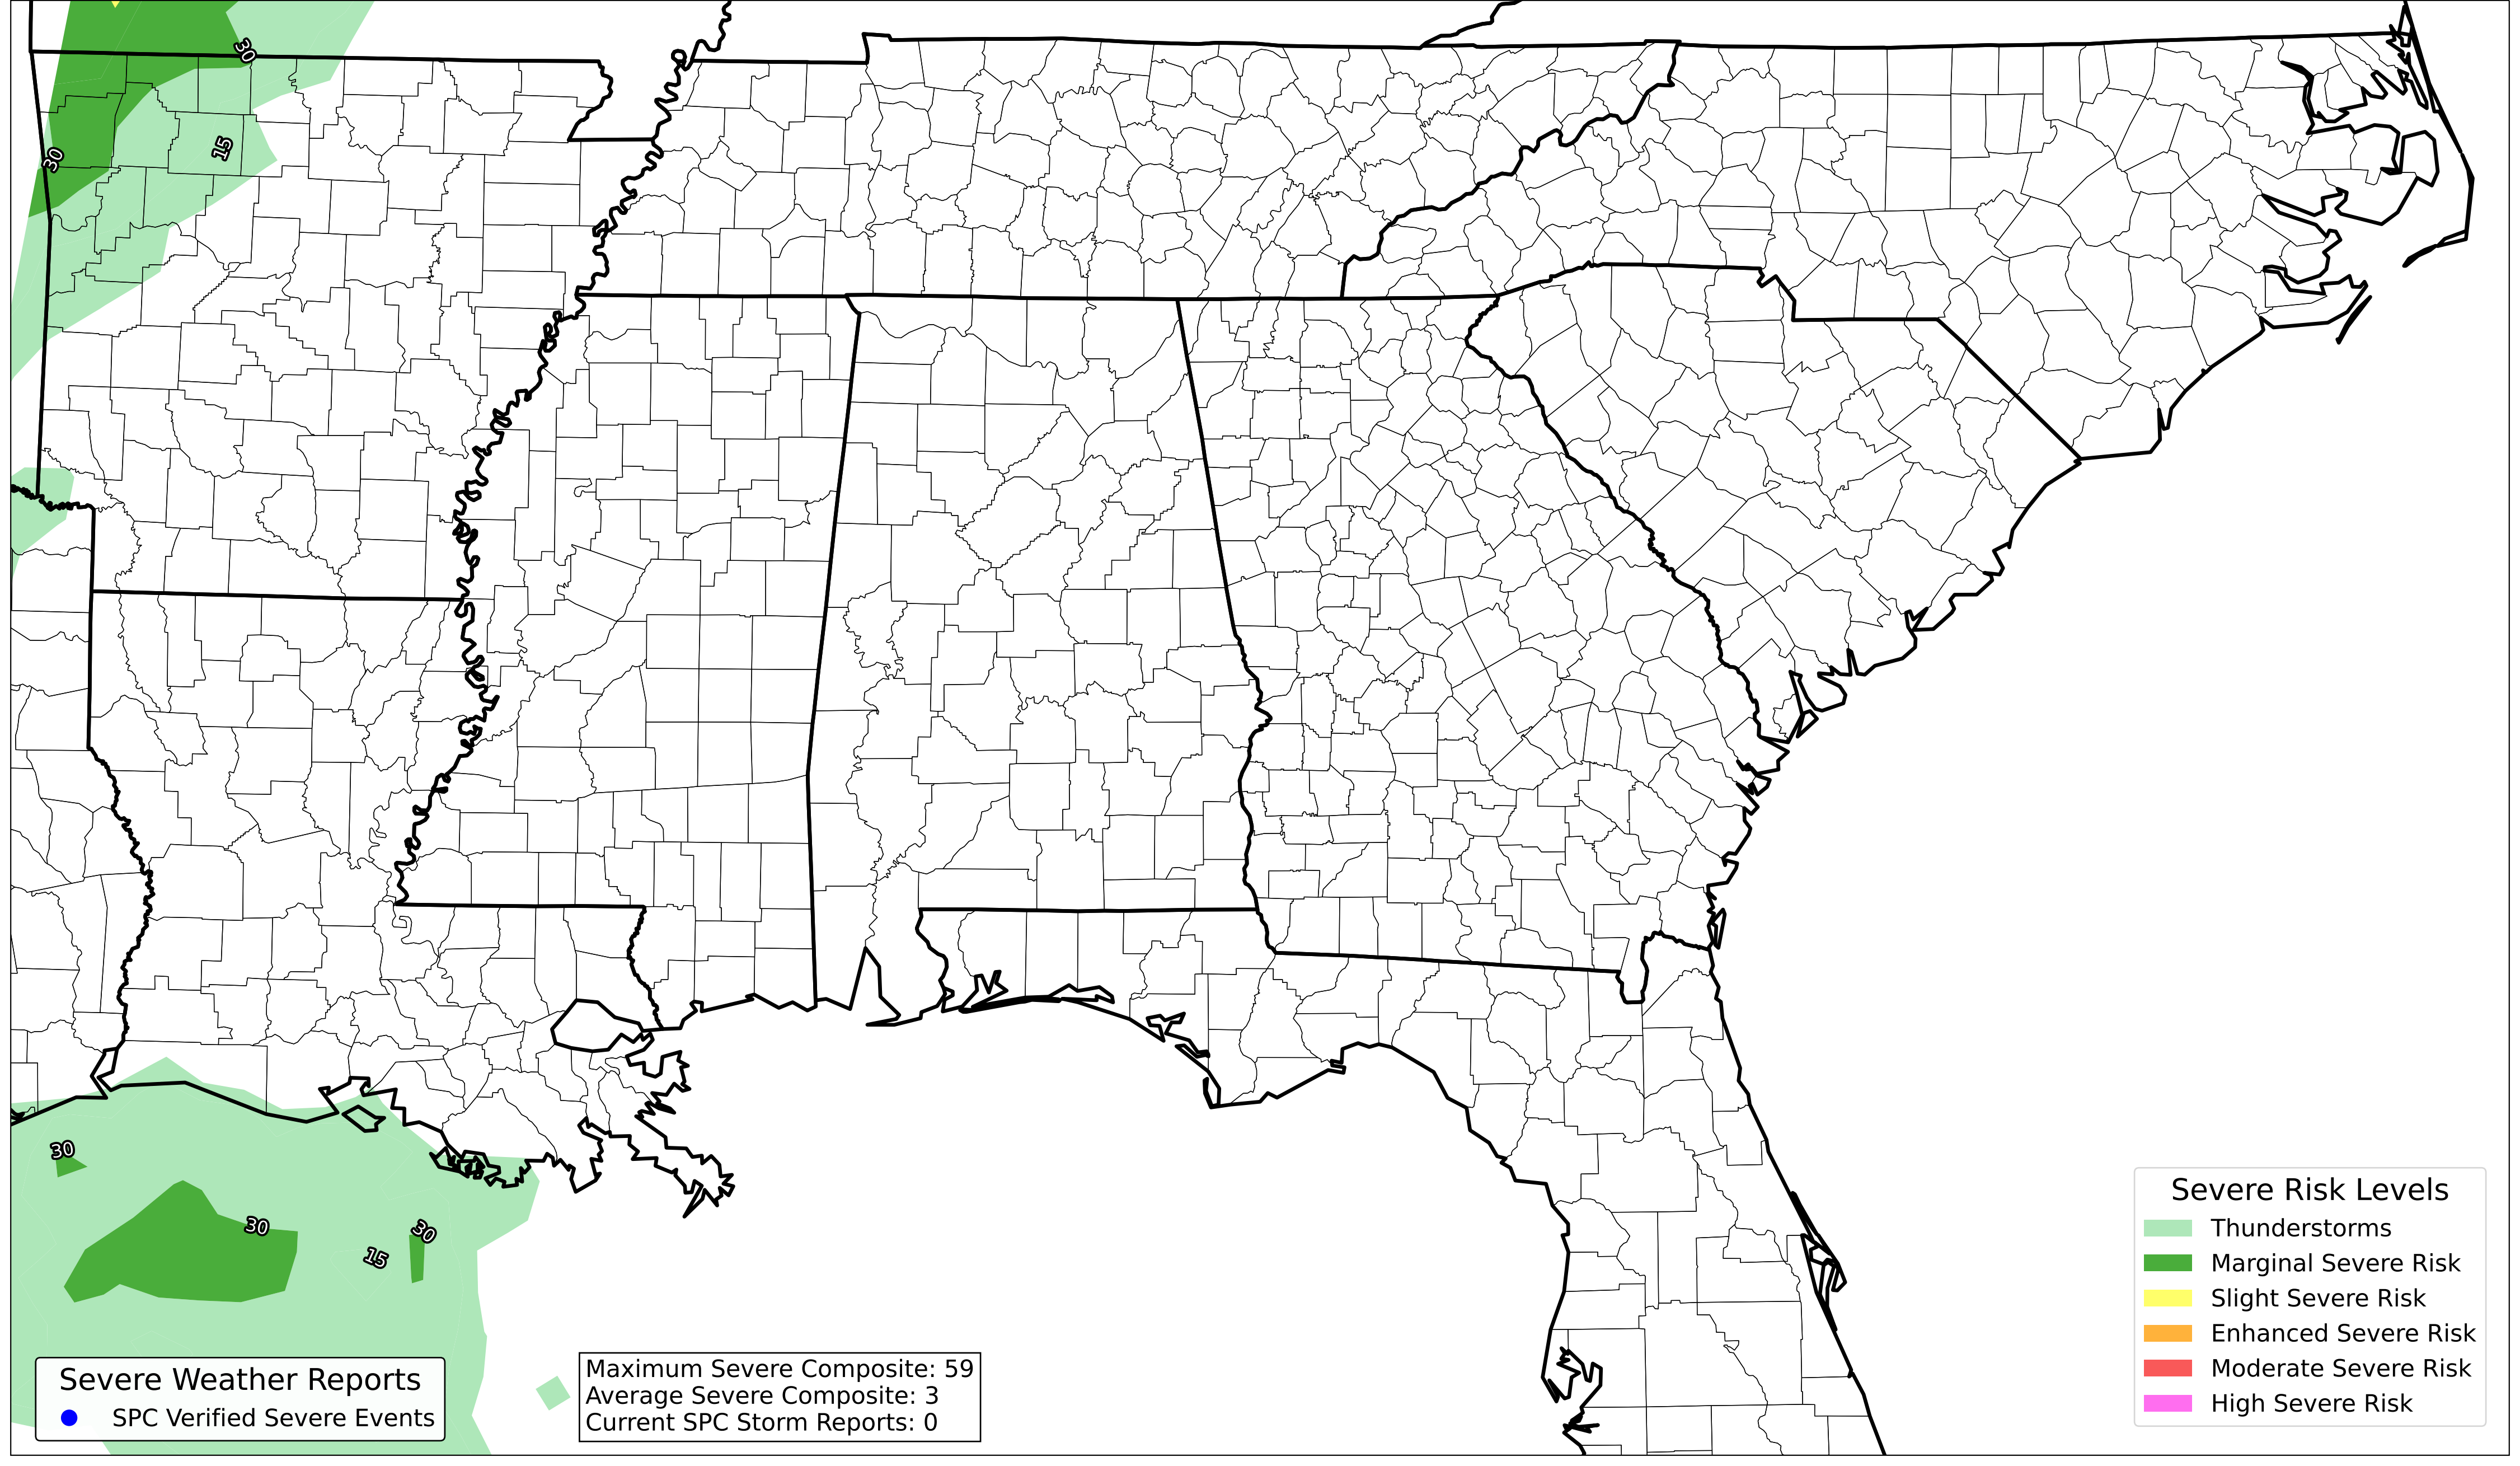 30
15
30
30
30
30
15
Severe Weather Reports
SPC Verified Severe Events
Maximum Severe Composite: 59
Average Severe Composite: 3
Current SPC Storm Reports: 0
Severe Risk Levels
Thunderstorms
Marginal Severe Risk
Slight Severe Risk
Enhanced Severe Risk
Moderate Severe Risk
High Severe Risk